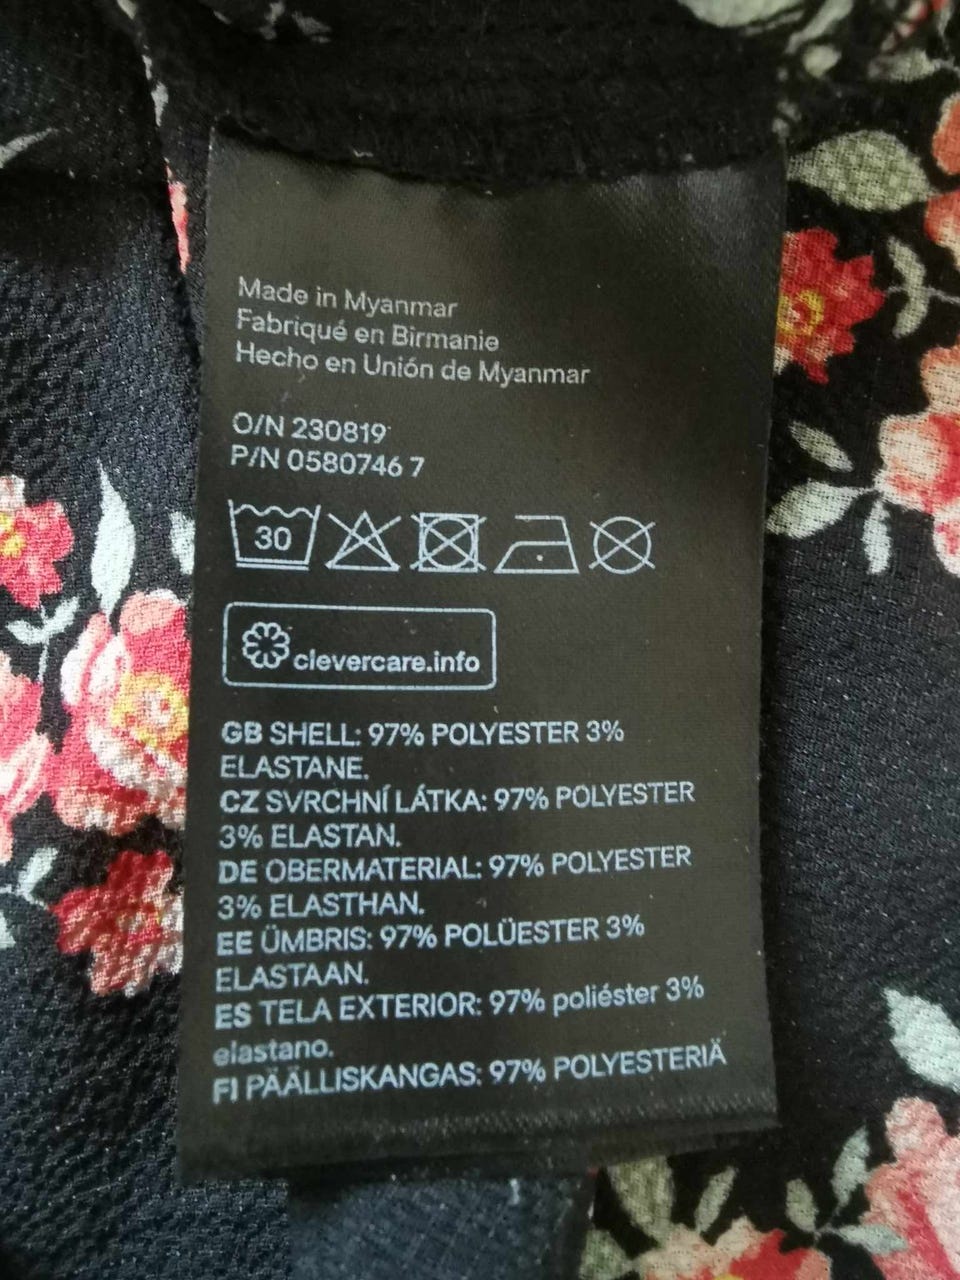 Made in Myanmar
Fabriqué en Birmanie
Hecho en Unión de Myanmar
O/N 230819
P/N 0580746 7
30
clevercare.info
GB SHELL: 97% POLYESTER 3%
ELASTANE.
CZ SVRCHNÍ LÁTKA: 97% POLYESTER
3% ELASTAN.
DE OBERMATERIAL: 97% POLYESTER
3% ELASTHAN.
EE ÜMBRIS: 97% POLÜESTER 3%
ELASTAAN.
ES TELA EXTERIOR: 97% poliéster 3%
elastano.
FI PÄÄLLISKANGAS: 97% POLYESTERIÄ